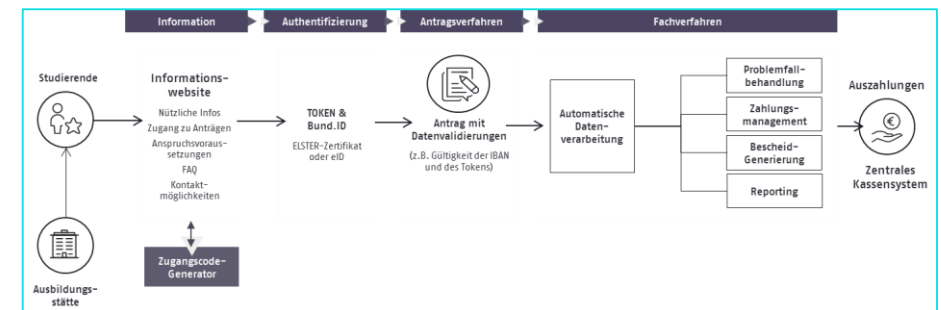 Information
Authentifizierung
Antragsverfahren
Fachverfahren
Studierende
Ausbildungs-
stätte
Informations-
website
Nützliche Infos
Zugang zu Anträgen
Anspruchsvoraus-
setzungen
FAQ
Kontakt-
möglichkeiten
Zugangscode-
Generator
TOKEN &
Bund.ID
ELSTER-Zertifikat
oder eID
Antrag mit
Datenvalidierungen
(z.B. Gültigkeit der IBAN
und des Tokens)
Automatische
Daten-
verarbeitung
Problemfall-
behandlung
Zahlungs-
management
Bescheid-
Generierung
Reporting
Auszahlungen
€
Zentrales
Kassensystem